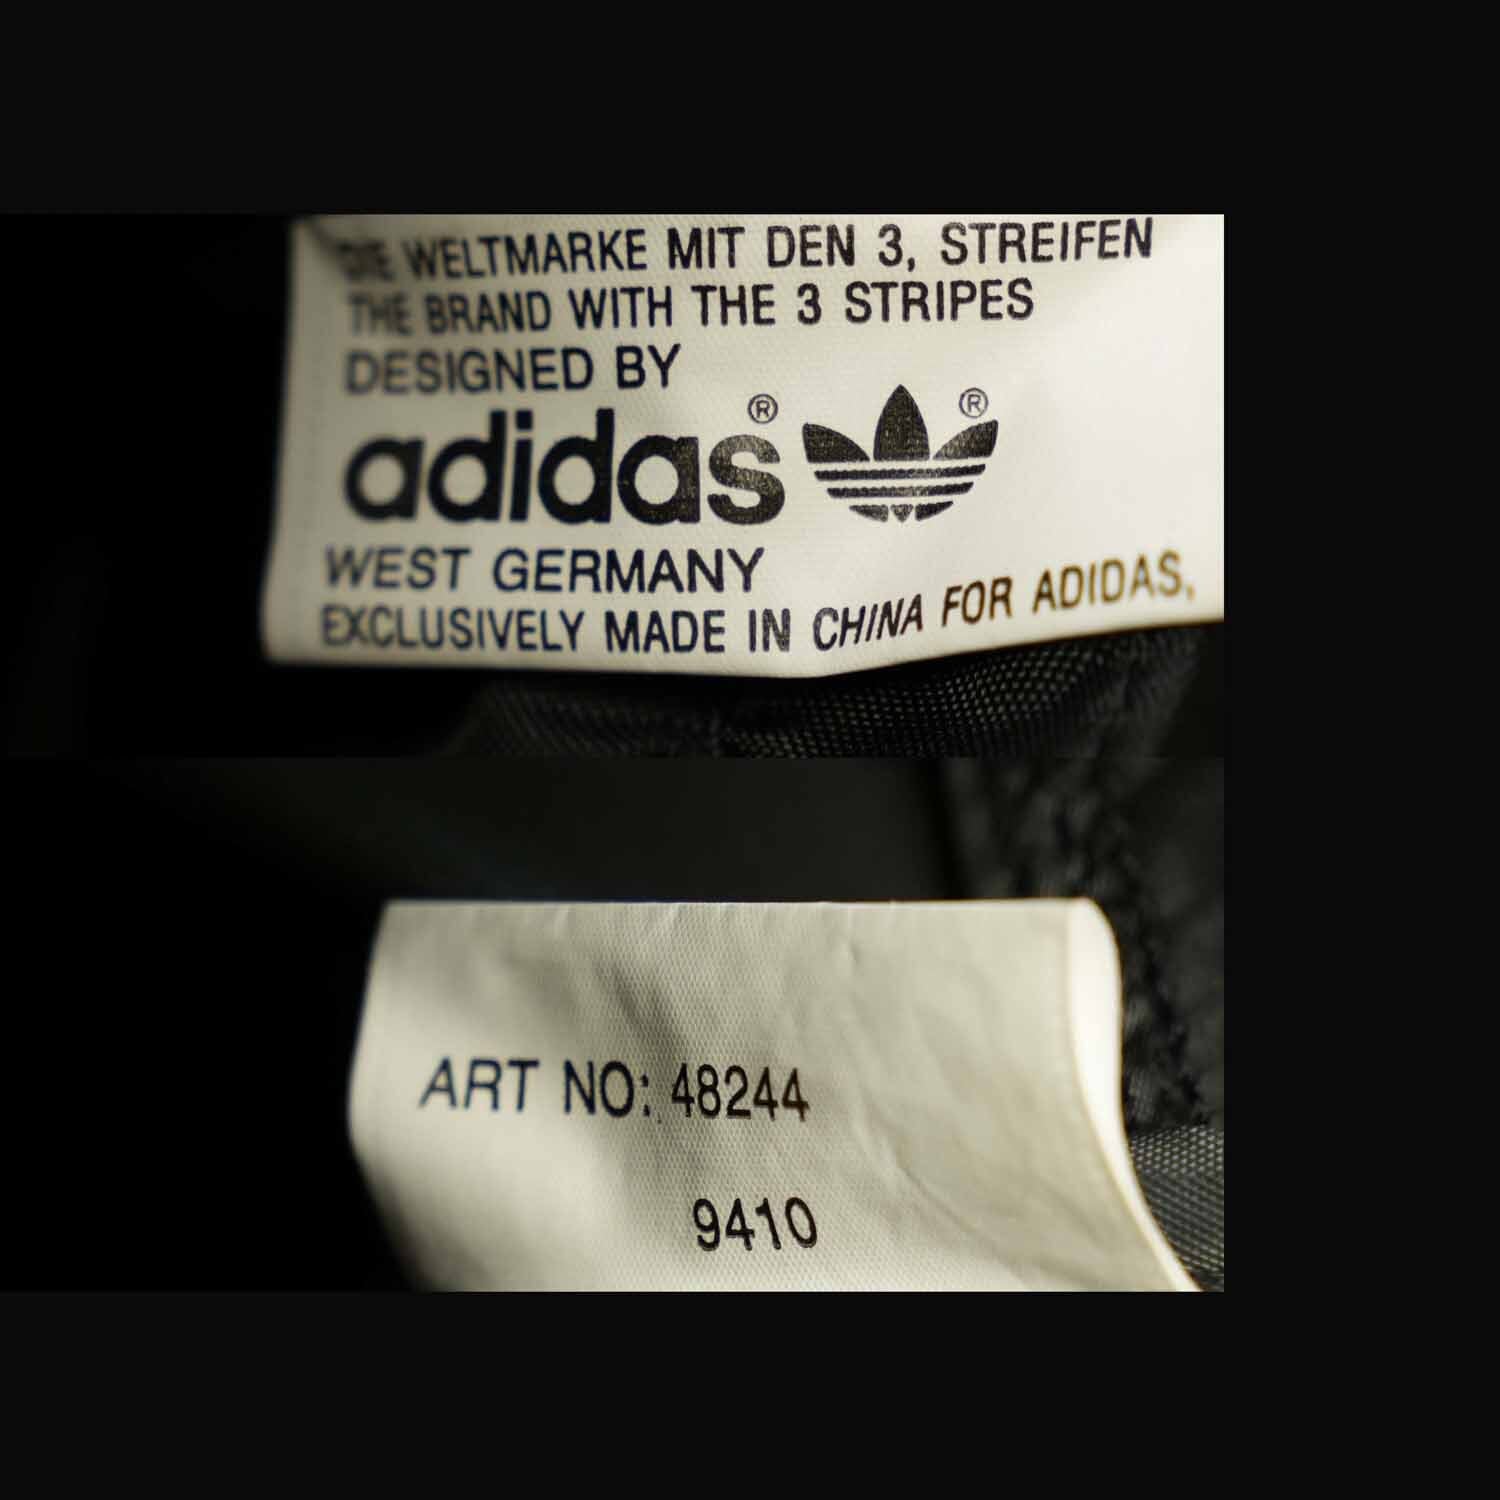 DIE WELTMARKE MIT DEN 3, STREIFEN
THE BRAND WITH THE 3 STRIPES
DESIGNED BY
adidas® ®
WEST GERMANY
EXCLUSIVELY MADE IN CHINA FOR ADIDAS,
ART NO: 48244
9410